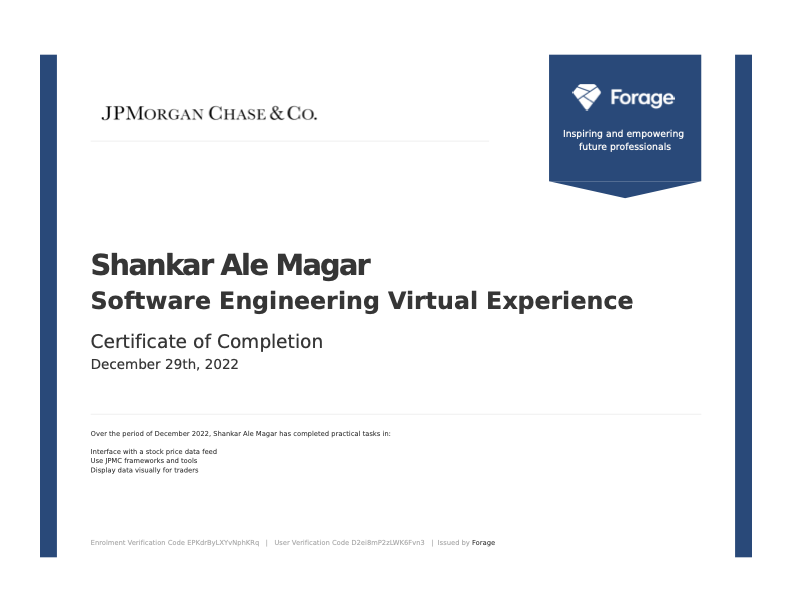 JPMORGAN CHASE & CO.
Forage
Inspiring and empowering
future professionals
Shankar Ale Magar
Software Engineering Virtual Experience
Certificate of Completion
December 29th, 2022
Over the period of December 2022, Shankar Ale Magar has completed practical tasks in:
Interface with a stock price data feed
Use JPMC frameworks and tools
Display data visually for traders
Enrolment Verification Code EPKdrByLXYvNphKRq | User Verification Code D2ei8mP2zLWK6Fvn3 | Issued by Forage